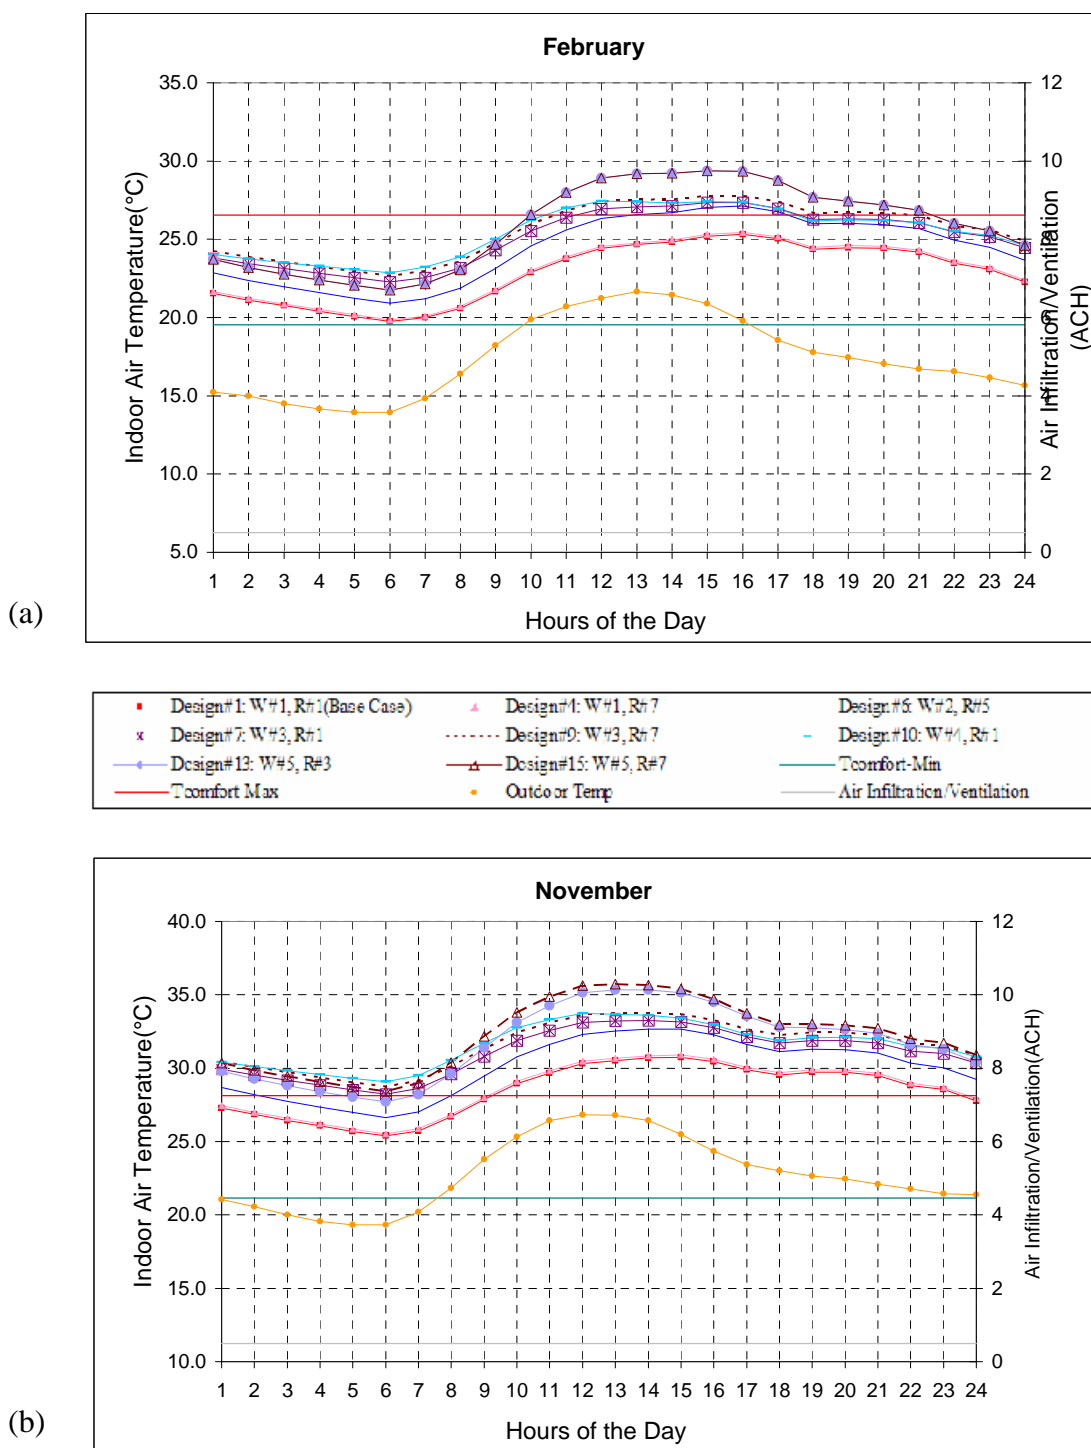 February
35.0
30.0
25.0
20.0
15.0
10.0
5.0
12
10
8
6
4
2
0
Indoor Air Temperature(°C)
Air Infiltration/Ventilation
(ACH)
1 2 3 4 5 6 7 8 9 10 11 12 13 14 15 16 17 18 19 20 21 22 23 24
Hours of the Day
(a)
Design#1: W#1, R#1(Base Case) Design#4: W#1, R#7 Design#6: W#2, R#5
Design#7: W#3, R#1 Design#9: W#3, R#7 Design#10: W#4, R#1
Design#13: W#5, R#3 Design#15: W#5, R#7 Tcomfort-Min
Tcomfort Max Outdoor Temp Air Infiltration/Ventilation
November
40.0
35.0
30.0
25.0
20.0
15.0
10.0
12
10
8
6
4
2
0
Indoor Air Temperature(°C)
Air Infiltration/Ventilation(ACH)
1 2 3 4 5 6 7 8 9 10 11 12 13 14 15 16 17 18 19 20 21 22 23 24
Hours of the Day
(b)